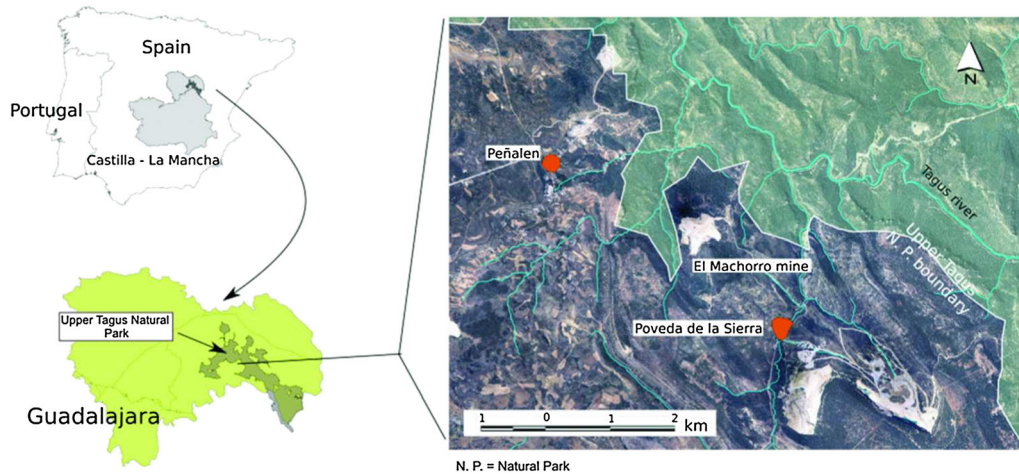 Spain
Portugal
Castilla - La Mancha
Upper Tagus Natural
Park
Guadalajara
N
Peñalen
Tagus river
Upper Tagus
N. P. boundary
El Machorro mine
Poveda de la Sierra
1 0 1 2
km
N. P. = Natural Park